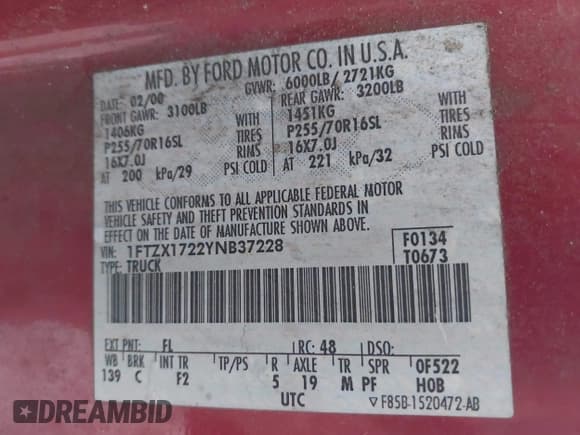 MFD. BY FORD MOTOR CO. IN U.S.A.
DATE: 02/00 GVWR: 6000LB/ 2721KG
FRONT GAWR: 3100LB REAR GAWR: 3200LB
1406KG WITH 1451KG WITH
P255/70R16SL TIRES P255/70R16SL TIRES
16X7.0J RIMS 16X7.0J RIMS
AT 200 kPa/29 PSI COLD AT 221 kPa/32 PSI COLD
THIS VEHICLE CONFORMS TO ALL APPLICABLE FEDERAL MOTOR
VEHICLE SAFETY AND THEFT PREVENTION STANDARDS IN
EFFECT ON THE DATE OF MANUFACTURE SHOWN ABOVE.
VIN: 1FTZX1722YNB37228 F0134
TYPE: TRUCK T0673
EXT PNT: FL RC: 48 DSO:
WB BRK INT TR TP/PS R AXLE TR SPR 0F522
139 C F2 5 19 M PF HOB
UTC ▽ F85B-1520472-AB
DREAMBID